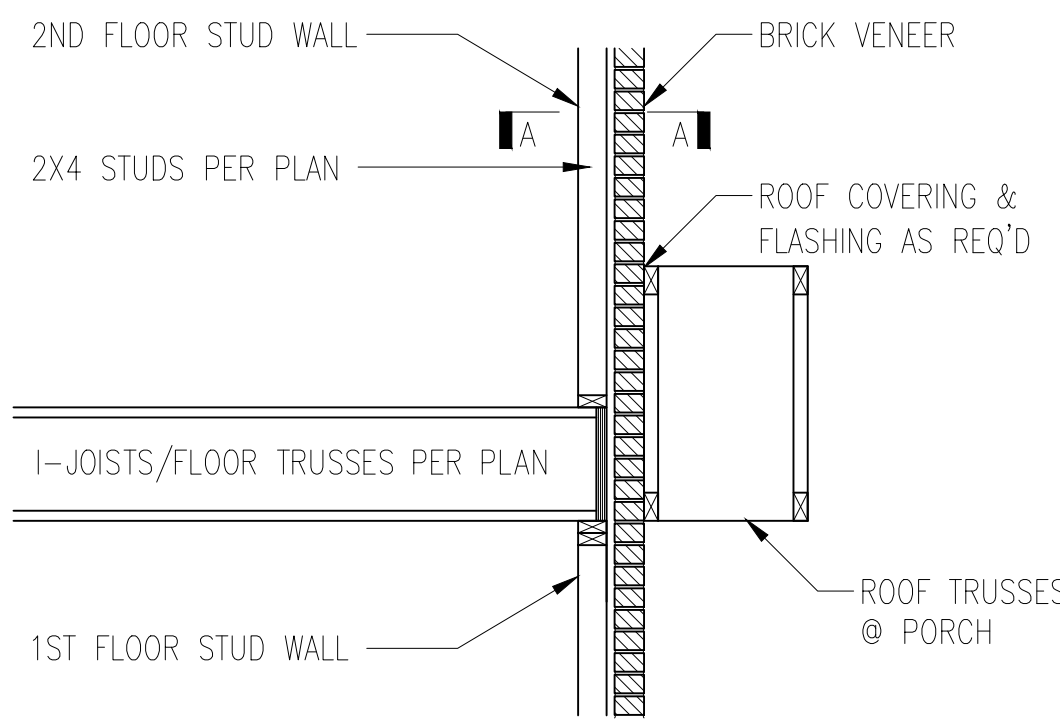 2ND FLOOR STUD WALL
BRICK VENEER
A
A
2X4 STUDS PER PLAN
ROOF COVERING &
FLASHING AS REQ'D
I-JOISTS/FLOOR TRUSSES PER PLAN
ROOF TRUSSES
@ PORCH
1ST FLOOR STUD WALL